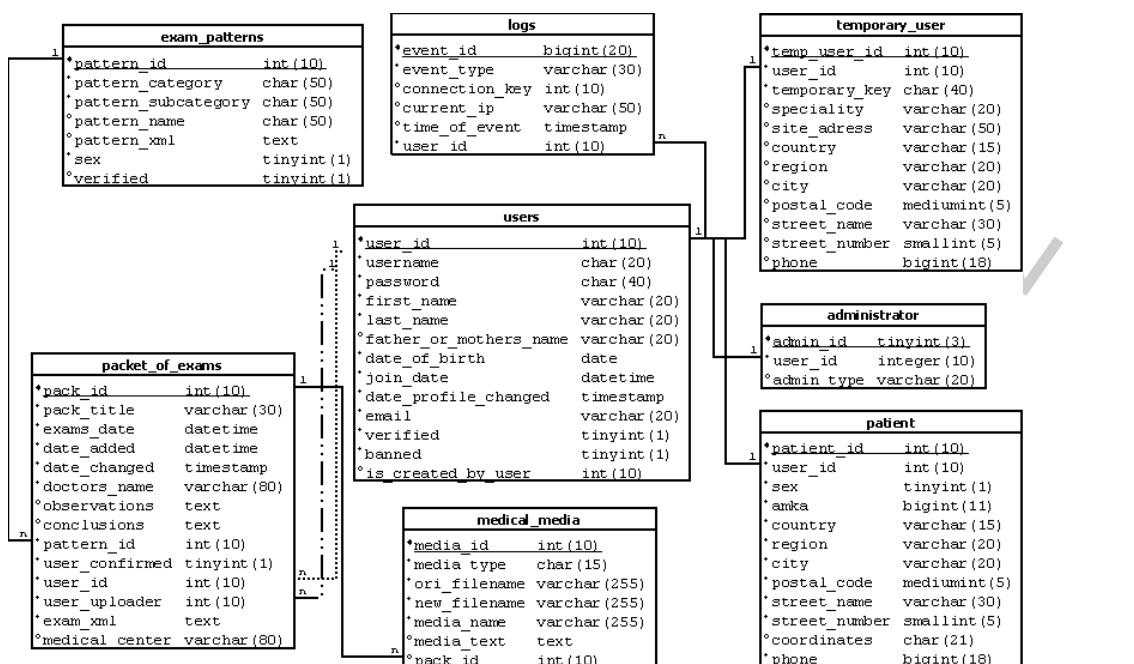 exam_patterns
pattern_id int(10)
pattern_category char(50)
pattern_subcategory char(50)
pattern_name char(50)
pattern_xml text
sex tinyint(1)
verified tinyint(1)
logs
event_id bigint(20)
event_type varchar(30)
connection_key int(10)
current_ip varchar(50)
time_of_event timestamp
user_id int(10)
temporary_user
temp_user_id int(10)
user_id int(10)
temporary_key char(40)
speciality varchar(20)
site_adress varchar(50)
country varchar(15)
region varchar(20)
city varchar(20)
postal_code mediumint(5)
street_name varchar(30)
street_number smallint(5)
phone bigint(18)
users
user_id int(10)
username char(20)
password char(40)
first_name varchar(20)
last_name varchar(20)
father_or_mothers_name varchar(20)
date_of_birth date
join_date datetime
date_profile_changed timestamp
email varchar(20)
verified tinyint(1)
banned tinyint(1)
is_created_by_user int(10)
administrator
admin_id tinyint(3)
user_id integer(10)
admin_type varchar(20)
packet_of_exams
pack_id int(10)
pack_title varchar(30)
exams_date datetime
date_added datetime
date_changed timestamp
doctors_name varchar(80)
observations text
conclusions text
pattern_id int(10)
user_confirmed tinyint(1)
user_id int(10)
user_uploader int(10)
exam_xml text
medical_center varchar(80)
medical_media
media_id int(10)
media_type char(15)
ori_filename varchar(255)
new_filename varchar(255)
media_name varchar(255)
media_text text
pack_id int(10)
patient
patient_id int(10)
user_id int(10)
sex tinyint(1)
amka bigint(11)
country varchar(15)
region varchar(20)
city varchar(20)
postal_code mediumint(5)
street_name varchar(30)
street_number smallint(5)
coordinates char(21)
phone bigint(18)
1
n
n
1
1
1
1
1
1
1
n
n
n